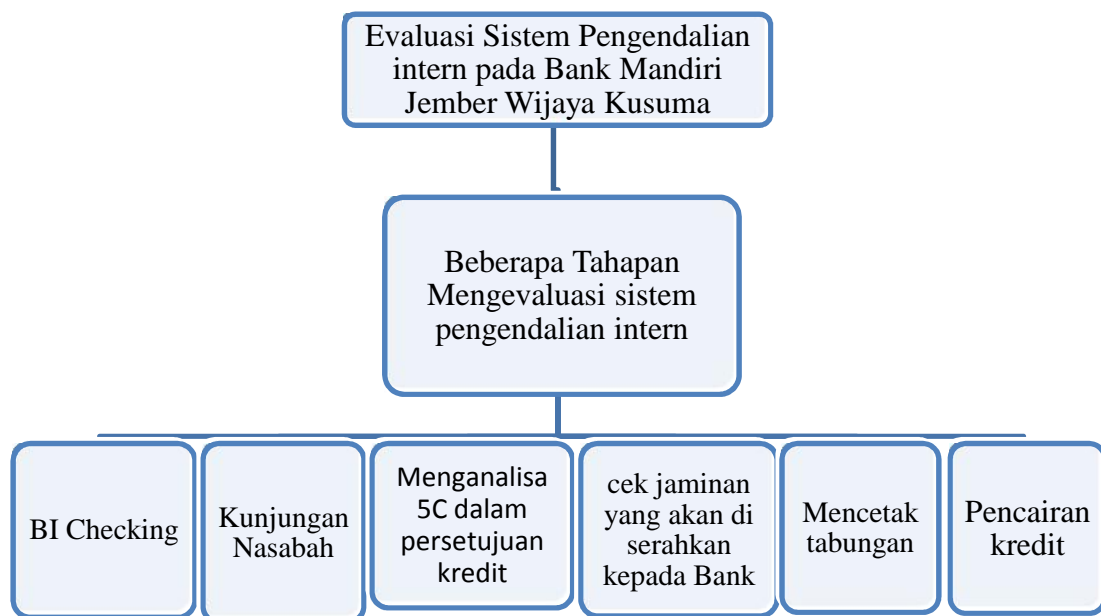 Evaluasi Sistem Pengendalian
intern pada Bank Mandiri
Jember Wijaya Kusuma
Beberapa Tahapan
Mengevaluasi sistem
pengendalian intern
BI Checking
Kunjungan
Nasabah
Menganalisa
5C dalam
persetujuan
kredit
cek jaminan
yang akan di
serahkan
kepada Bank
Mencetak
tabungan
Pencairan
kredit